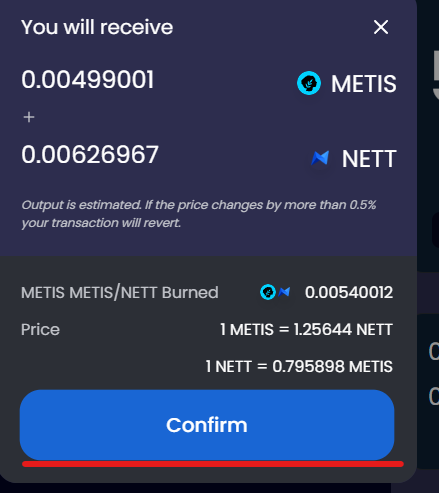 You will receive
0.00499001 METIS
+
0.00626967 NETT
Output is estimated. If the price changes by more than 0.5%
your transaction will revert.
METIS METIS/NETT Burned 0.00540012
Price 1 METIS = 1.25644 NETT
1 NETT = 0.795898 METIS
Confirm